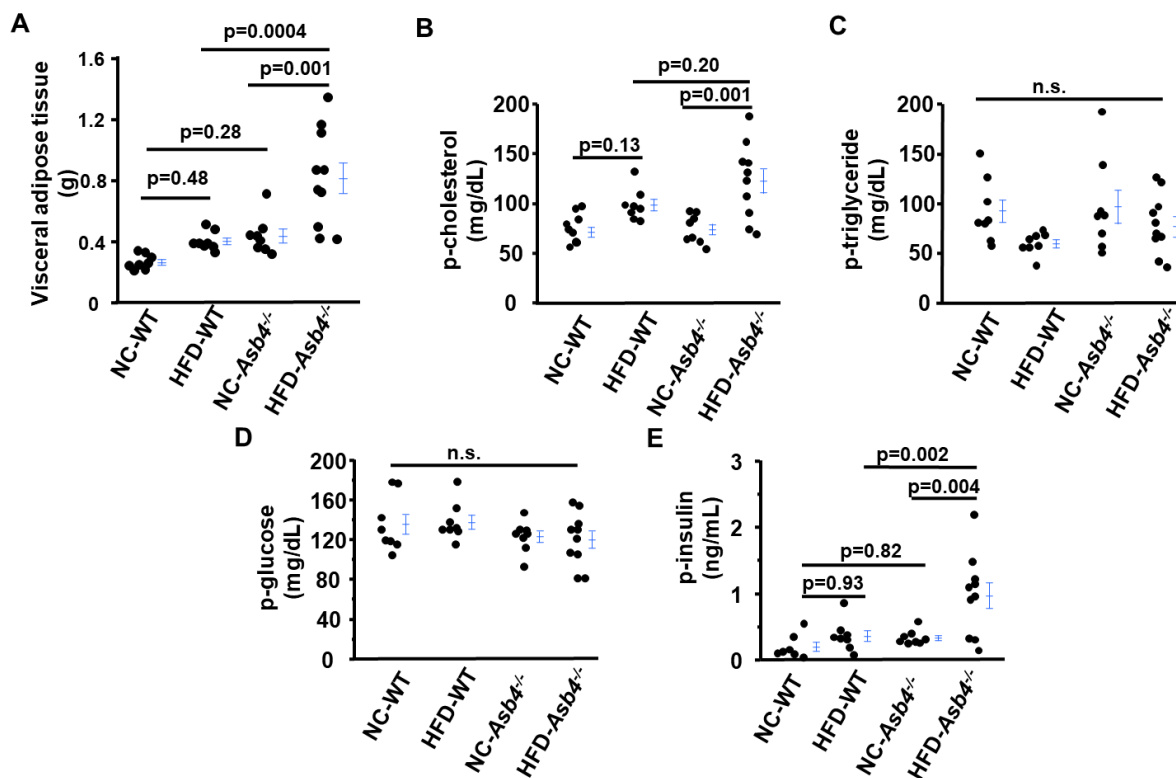 A
Visceral adipose tissue
(g)
1.6
1.2
0.8
0.4
0
p=0.0004
p=0.001
p=0.28
p=0.48
NC-WT
HFD-WT
NC-Asb4-/-
HFD-Asb4-/-
B
p-cholesterol
(mg/dL)
200
150
100
50
0
p=0.20
p=0.001
p=0.13
NC-WT
HFD-WT
NC-Asb4-/-
HFD-Asb4-/-
C
p-triglyceride
(mg/dL)
200
150
100
50
0
n.s.
NC-WT
HFD-WT
NC-Asb4-/-
HFD-Asb4-/-
D
p-glucose
(mg/dL)
200
160
120
80
40
0
n.s.
NC-WT
HFD-WT
NC-Asb4-/-
HFD-Asb4-/-
E
p-insulin
(ng/mL)
3
2
1
0
p=0.002
p=0.004
p=0.82
p=0.93
NC-WT
HFD-WT
NC-Asb4-/-
HFD-Asb4-/-